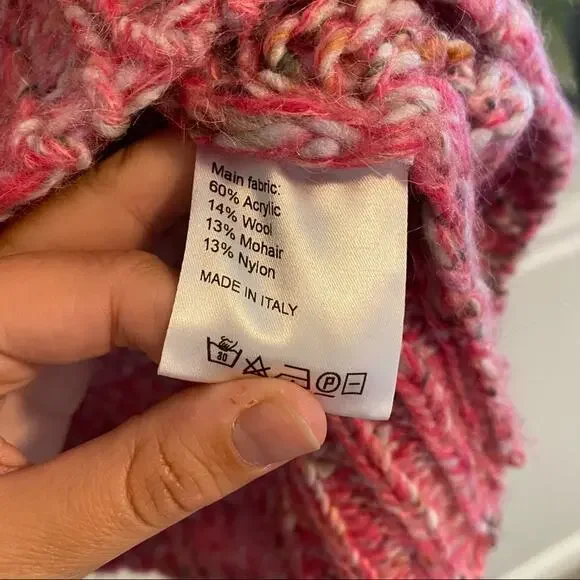 Main fabric:
60% Acrylic
14% Wool
13% Mohair
13% Nylon
MADE IN ITALY
30 P